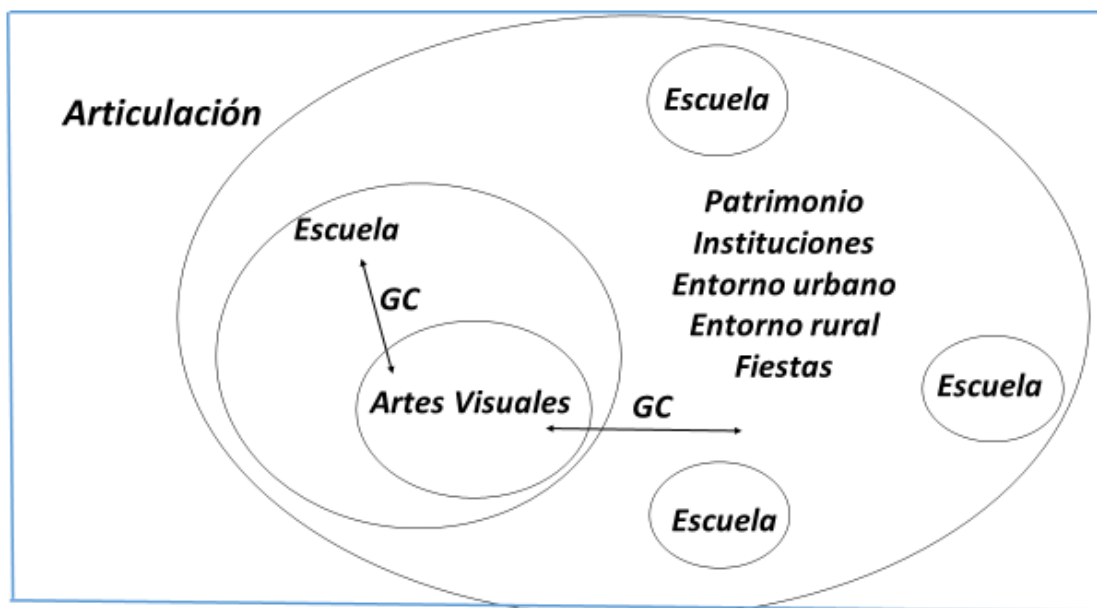 Articulación
Escuela
Patrimonio
Instituciones
Entorno urbano
Entorno rural
Fiestas
Escuela
GC
Artes Visuales
GC
Escuela
Escuela